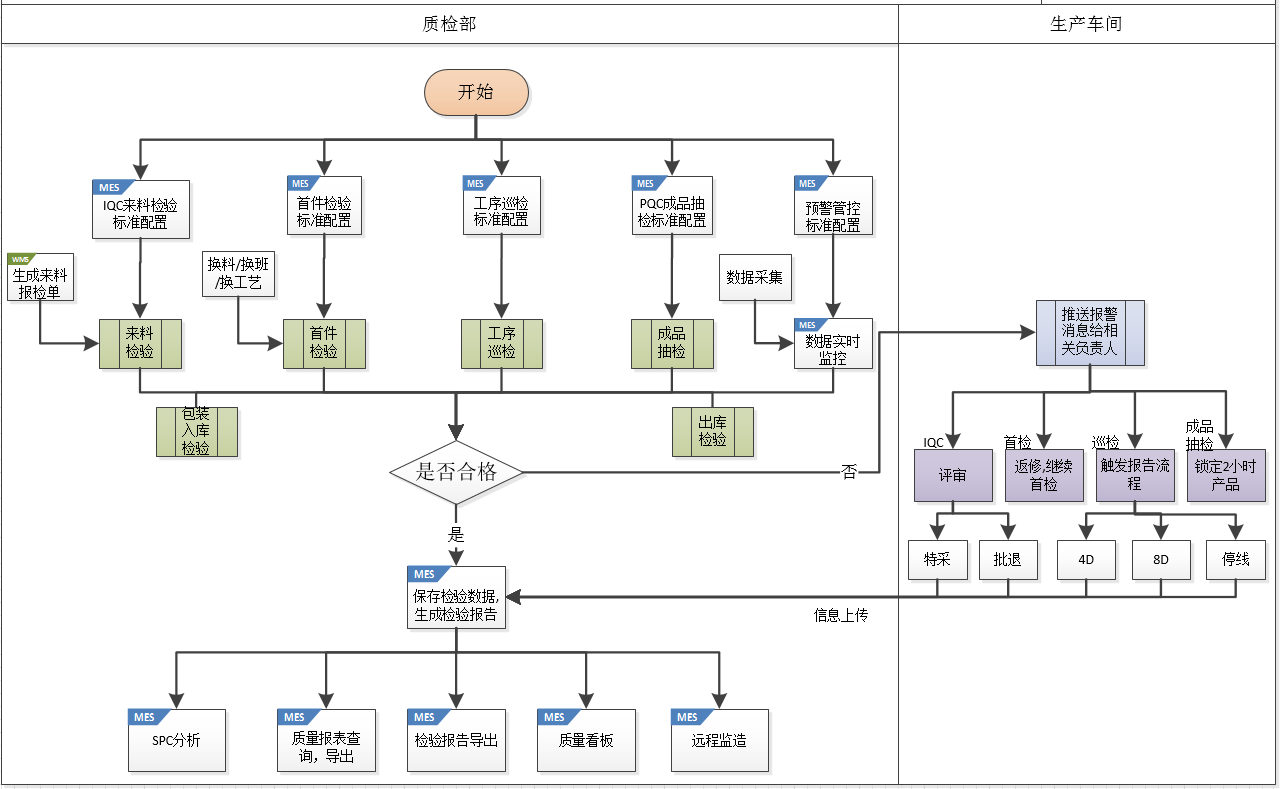 质检部
生产车间
开始
MES
IQC来料检验
标准配置
MES
首件检验
标准配置
MES
工序巡检
标准配置
MES
PQC成品抽
检标准配置
MES
预警管控
标准配置
WMS
生成来料
报检单
换料/换班
/换工艺
数据采集
来料
检验
首件
检验
工序
巡检
成品
抽检
MES
数据实时
监控
推送报警
消息给相
关负责人
包装
入库
检验
出库
检验
是否合格
否
是
IQC
首检
巡检
成品
抽检
评审
返修,继续
首检
触发报告流
程
锁定2小时
产品
特采
批退
4D
8D
停线
MES
保存检验数据,
生成检验报告
信息上传
MES
SPC分析
MES
质量报表查
询，导出
MES
检验报告导出
MES
质量看板
MES
远程监造